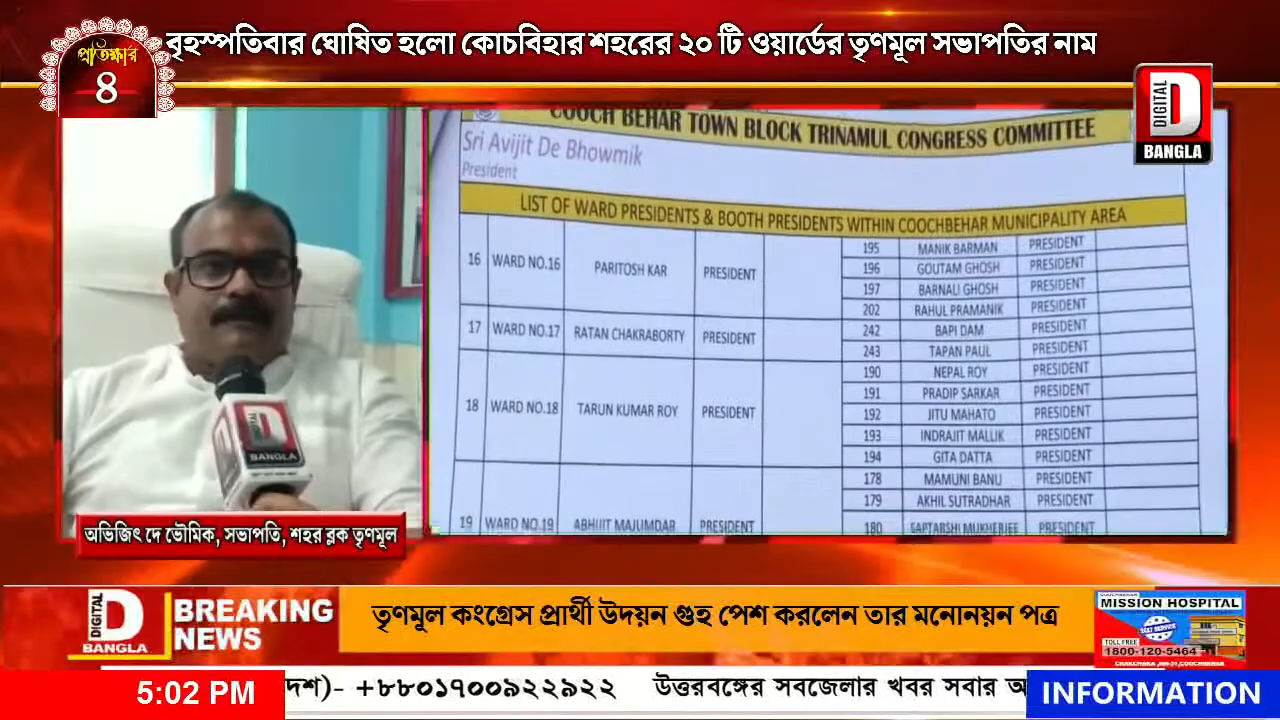 বৃহস্পতিবার ঘোষিত হলো কোচবিহার শহরের ২০ টি ওয়ার্ডের তৃণমূল সভাপতির নাম
প্রতিক্ষার
4
DIGITAL D
BANGLA
COOCH BEHAR TOWN BLOCK TRINAMUL CONGRESS COMMITTEE
Sri Avijit De Bhowmik
President
LIST OF WARD PRESIDENTS & BOOTH PRESIDENTS WITHIN COOCHBEHAR MUNICIPALITY AREA
16 WARD NO.16 PARITOSH KAR PRESIDENT
195 MANIK BARMAN PRESIDENT
196 GOUTAM GHOSH PRESIDENT
197 BARNALI GHOSH PRESIDENT
202 RAHUL PRAMANIK PRESIDENT
17 WARD NO.17 RATAN CHAKRABORTY PRESIDENT
242 BAPI DAM PRESIDENT
243 TAPAN PAUL PRESIDENT
18 WARD NO.18 TARUN KUMAR ROY PRESIDENT
190 NEPAL ROY PRESIDENT
191 PRADIP SARKAR PRESIDENT
192 JITU MAHATO PRESIDENT
193 INDRAJIT MALLIK PRESIDENT
194 GITA DATTA PRESIDENT
19 WARD NO.19 ABHIJIT MAJUMDAR PRESIDENT
178 MAMUNI BANU PRESIDENT
179 AKHIL SUTRADHAR PRESIDENT
180 SAPTARSHI MUKHERJEE PRESIDENT
BANGLA
অভিজিৎ দে ভৌমিক, সভাপতি, শহর ব্লক তৃণমূল
DIGITAL D
BANGLA
BREAKING
NEWS
তৃণমূল কংগ্রেস প্রার্থী উদয়ন গুহ পেশ করলেন তার মনোনয়ন পত্র
MISSION HOSPITAL
24X7 SERVICE
TOLL FREE
1800-120-5464
5:02 PM
দেশ)- +৮৮০১৭০০৯২২৯২২ উত্তরবঙ্গের সবজেলার খবর সবার অ
INFORMATION